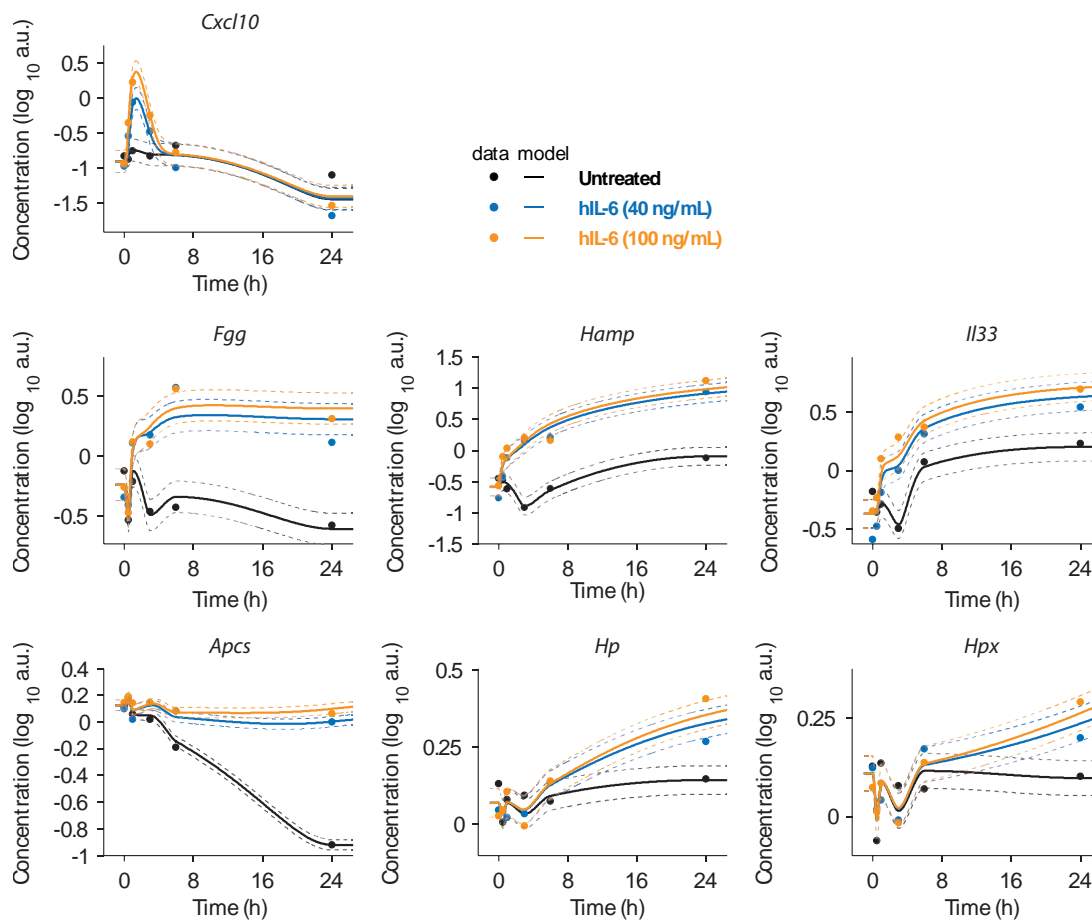 Cxcl10
Concentration (log 10 a.u.)
0.5
0
-0.5
-1
-1.5
0 8 16 24
Time (h)
data model
Untreated
hIL-6 (40 ng/mL)
hIL-6 (100 ng/mL)
Fgg
Concentration (log 10 a.u.)
0.5
0
-0.5
0 8 16 24
Time (h)
Hamp
Concentration (log 10 a.u.)
1.5
1
0.5
0
-0.5
-1
-1.5
0 8 16 24
Time (h)
Il33
Concentration (log 10 a.u.)
0.5
0
-0.5
0 8 16 24
Time (h)
Apcs
Concentration (log 10 a.u.)
0.4
0.2
0
-0.2
-0.4
-0.6
-0.8
-1
0 8 16 24
Time (h)
Hp
Concentration (log 10 a.u.)
0.5
0.25
0
0 8 16 24
Time (h)
Hpx
Concentration (log 10 a.u.)
0.25
0
0 8 16 24
Time (h)